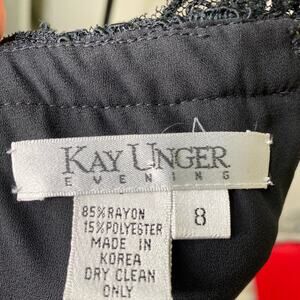 KAY UNGER
EVENING
85% RAYON
15% POLYESTER
MADE IN
KOREA
DRY CLEAN
ONLY
8